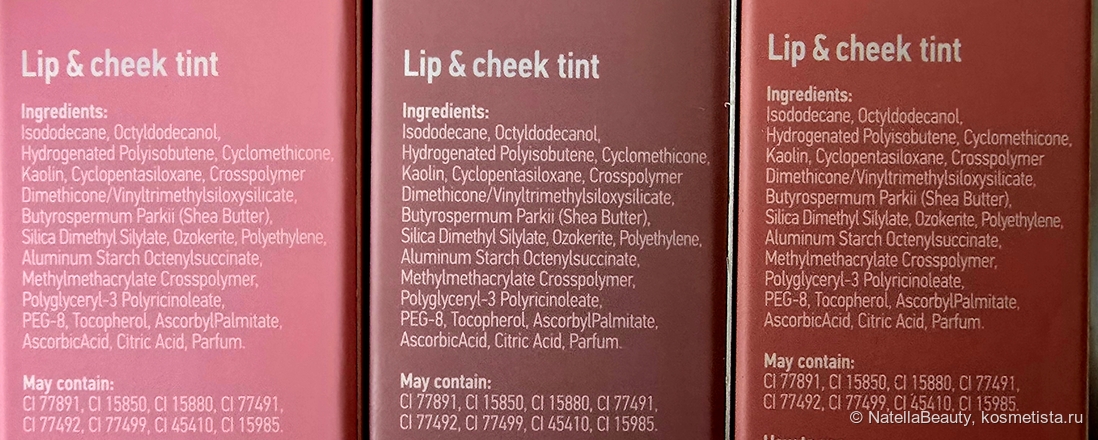 Lip & cheek tint
Ingredients:
Isododecane, Octyldodecanol,
Hydrogenated Polyisobutene, Cyclomethicone,
Kaolin, Cyclopentasiloxane, Crosspolymer
Dimethicone/Vinyltrimethylsiloxysilicate,
Butyrospermum Parkii (Shea Butter),
Silica Dimethyl Silylate, Ozokerite, Polyethylene,
Aluminum Starch Octenylsuccinate,
Methylmethacrylate Crosspolymer,
Polyglyceryl-3 Polyricinoleate,
PEG-8, Tocopherol, AscorbylPalmitate,
AscorbicAcid, Citric Acid, Parfum.
May contain:
CI 77891, CI 15850, CI 15880, CI 77491,
CI 77492, CI 77499, CI 45410, CI 15985.
Lip & cheek tint
Ingredients:
Isododecane, Octyldodecanol,
Hydrogenated Polyisobutene, Cyclomethicone,
Kaolin, Cyclopentasiloxane, Crosspolymer
Dimethicone/Vinyltrimethylsiloxysilicate,
Butyrospermum Parkii (Shea Butter),
Silica Dimethyl Silylate, Ozokerite, Polyethylene,
Aluminum Starch Octenylsuccinate,
Methylmethacrylate Crosspolymer,
Polyglyceryl-3 Polyricinoleate,
PEG-8, Tocopherol, AscorbylPalmitate,
AscorbicAcid, Citric Acid, Parfum.
May contain:
CI 77891, CI 15850, CI 15880, CI 77491,
CI 77492, CI 77499, CI 45410, CI 15985.
Lip & cheek tint
Ingredients:
Isododecane, Octyldodecanol,
Hydrogenated Polyisobutene, Cyclomethicone,
Kaolin, Cyclopentasiloxane, Crosspolymer
Dimethicone/Vinyltrimethylsiloxysilicate,
Butyrospermum Parkii (Shea Butter),
Silica Dimethyl Silylate, Ozokerite, Polyethylene,
Aluminum Starch Octenylsuccinate,
Methylmethacrylate Crosspolymer,
Polyglyceryl-3 Polyricinoleate,
PEG-8, Tocopherol, AscorbylPalmitate,
AscorbicAcid, Citric Acid, Parfum.
May contain:
CI 77891, CI 15850, CI 15880, CI 77491,
CI 77492, CI 77499, CI 45410, CI 15985.
© NatellaBeauty, kosmetista.ru